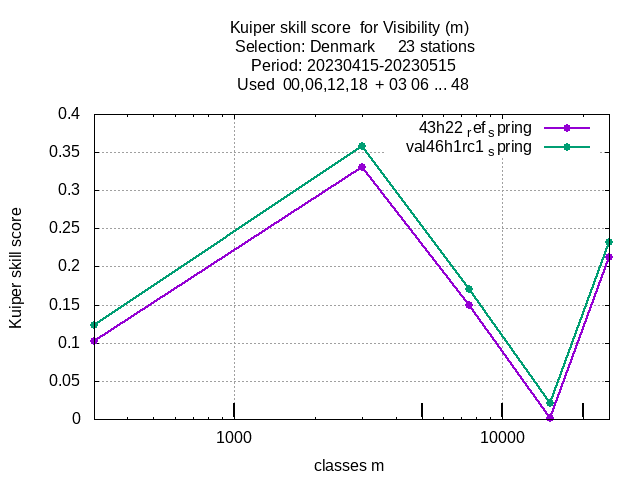 Kuiper skill score  for Visibility (m)
Selection: Denmark     23 stations
Period: 20230415-20230515
Used  00,06,12,18  + 03 06 ... 48
43h22 ref spring
val46h1rc1 spring
0.4
0.35
0.3
0.25
0.2
0.15
0.1
0.05
0
Kuiper skill score
1000
10000
classes m